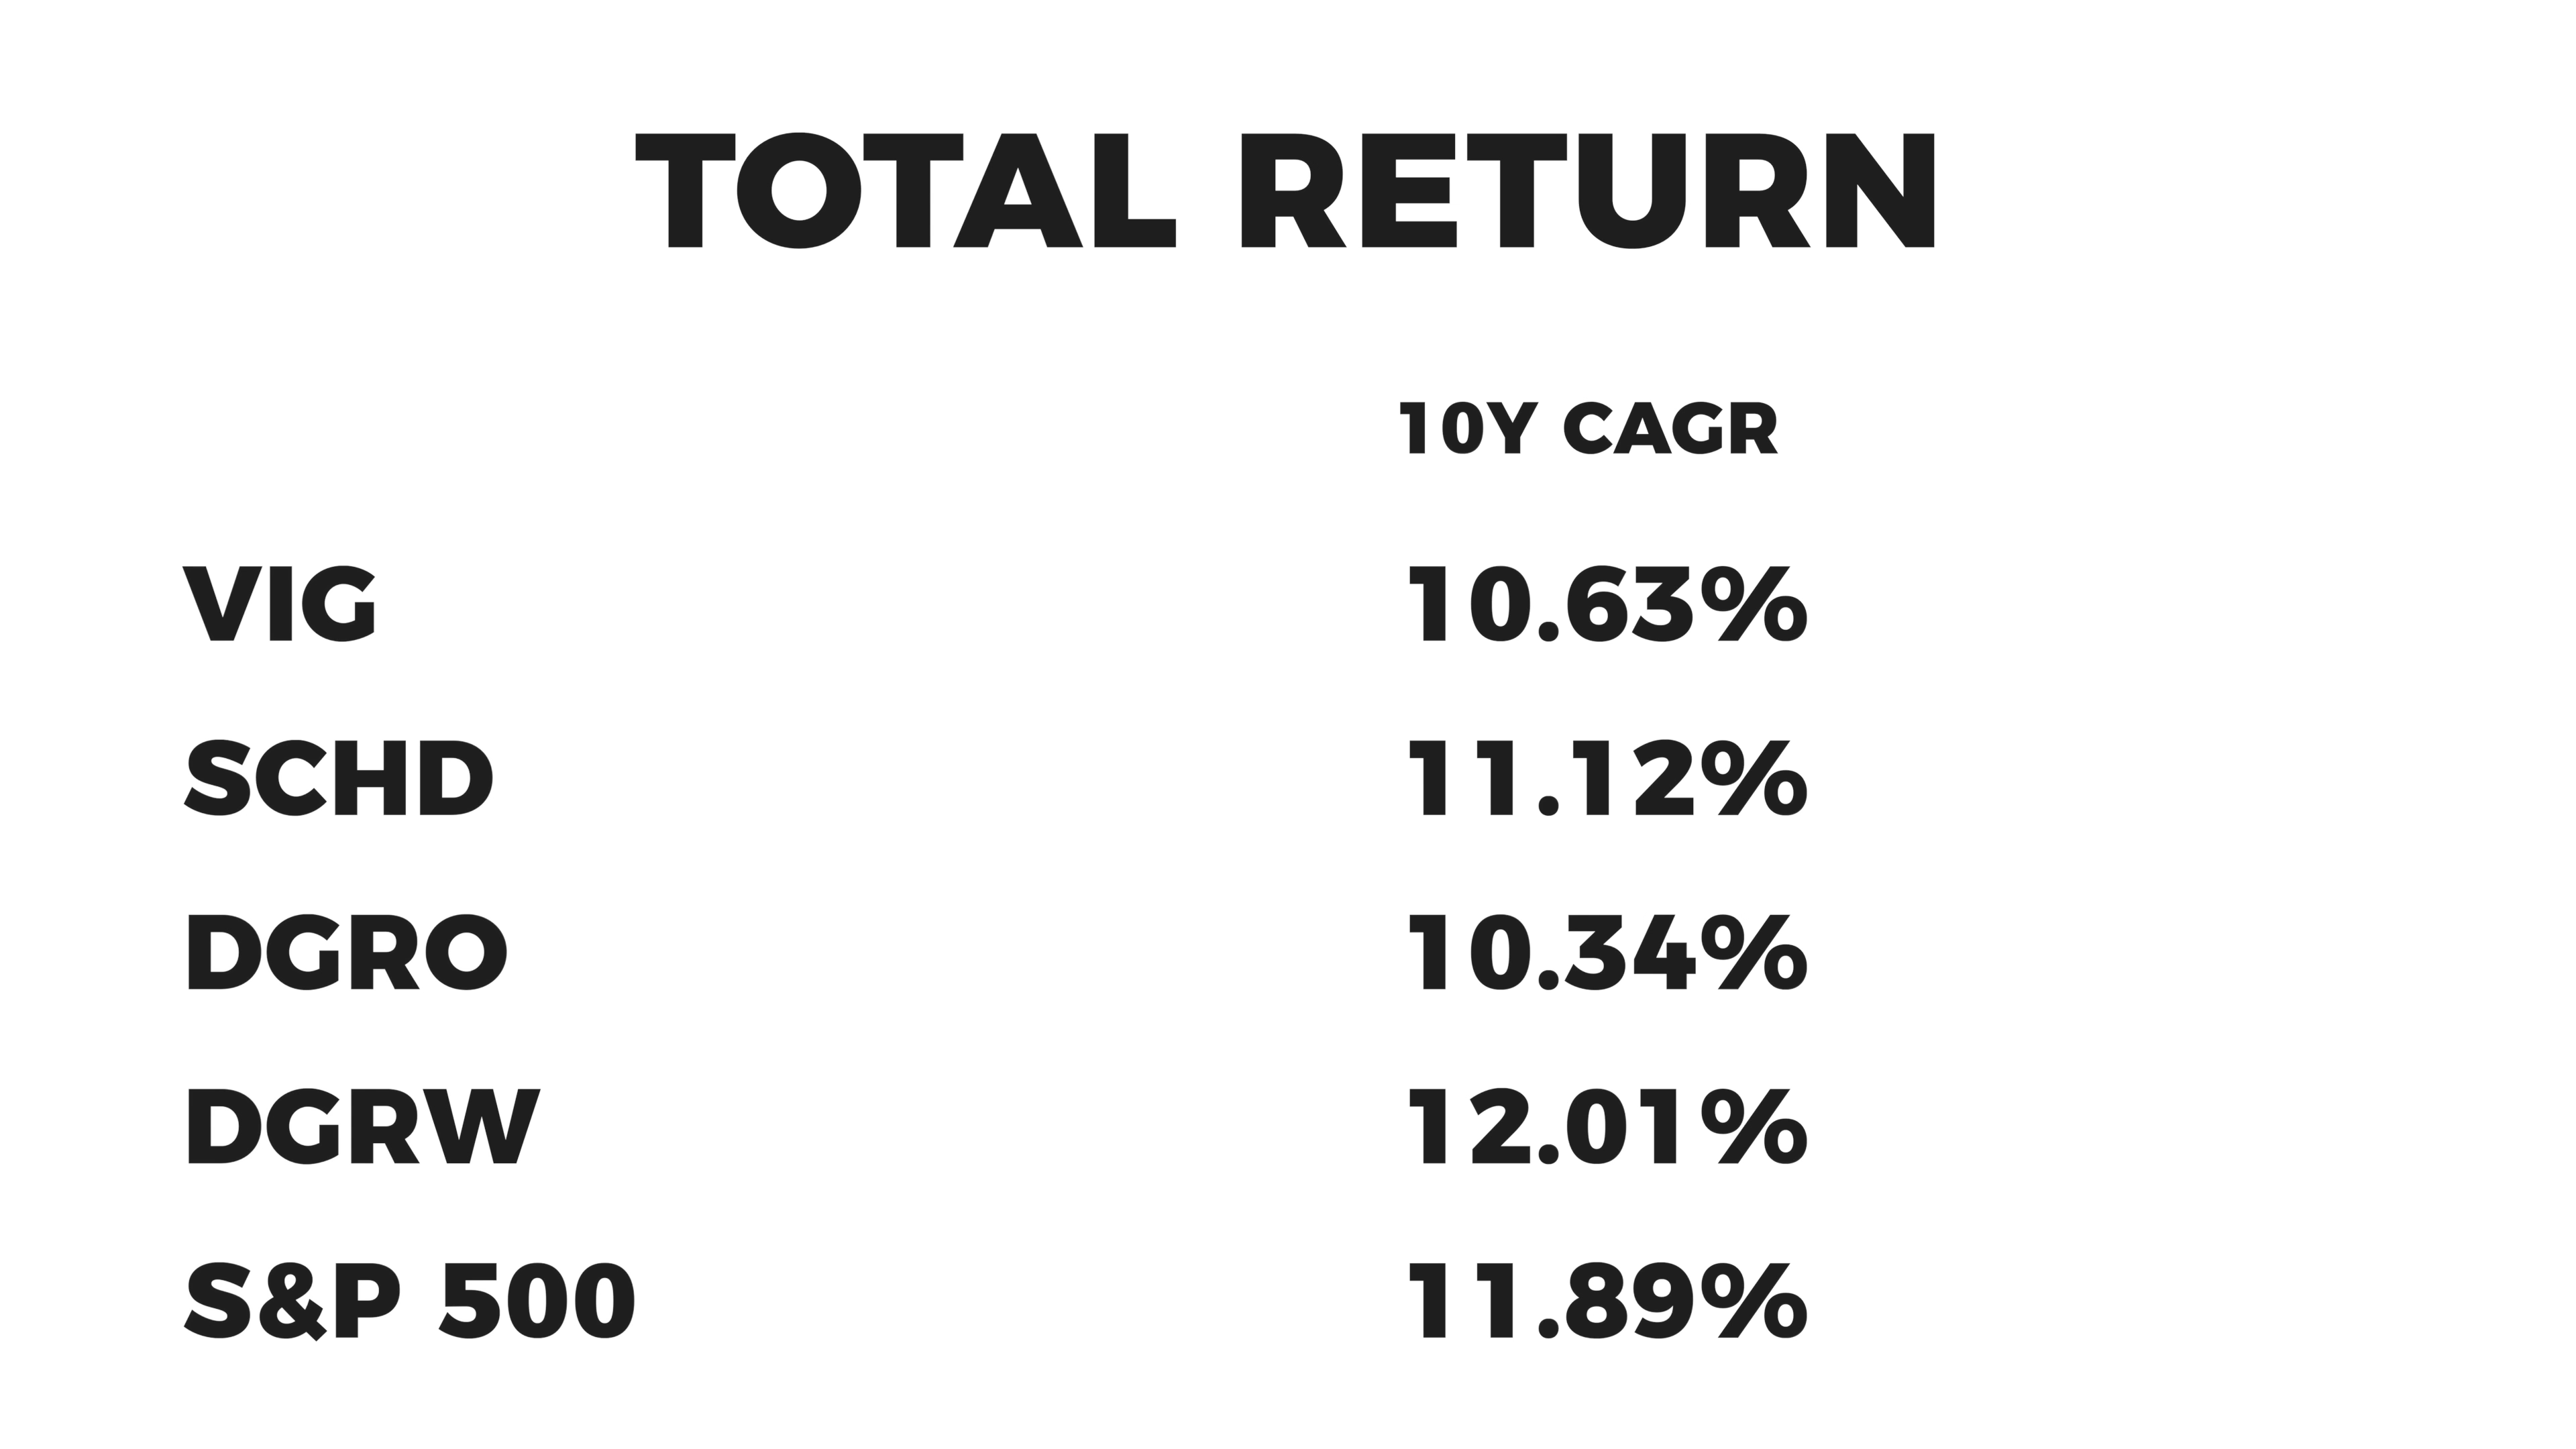 TOTAL RETURN
10Y CAGR
VIG 10.63%
SCHD 11.12%
DGRO 10.34%
DGRW 12.01%
S&P 500 11.89%